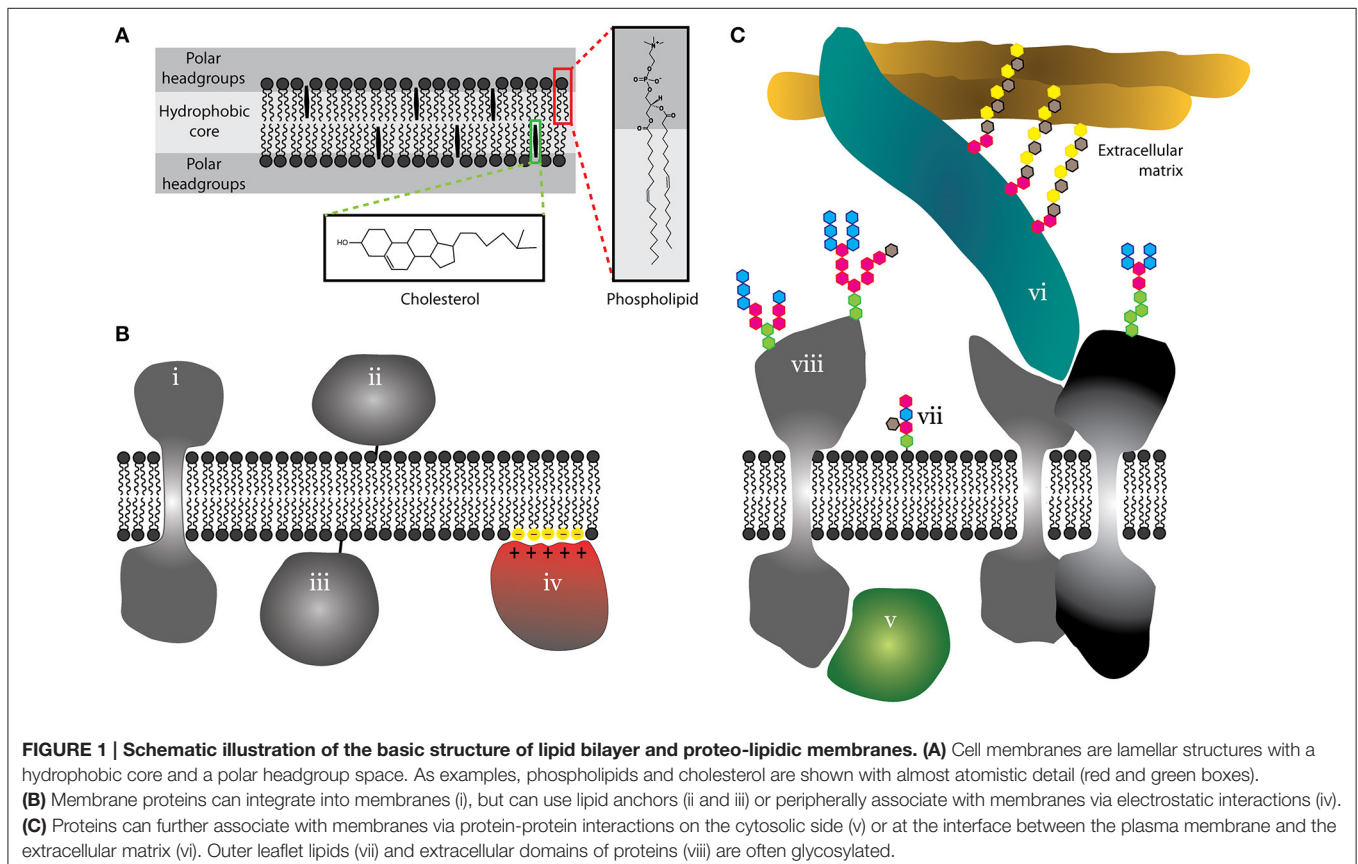 A
Polar
headgroups
Hydrophobic
core
Polar
headgroups
HO
Cholesterol
N+
O
O P O-
O
H
O
O
O
O
Phospholipid
B
i
ii
iii
− − − − −
+ + + + +
iv
C
Extracellular
matrix
vi
viii
vii
v
FIGURE 1 | Schematic illustration of the basic structure of lipid bilayer and proteo-lipidic membranes. (A) Cell membranes are lamellar structures with a
hydrophobic core and a polar headgroup space. As examples, phospholipids and cholesterol are shown with almost atomistic detail (red and green boxes).
(B) Membrane proteins can integrate into membranes (i), but can use lipid anchors (ii and iii) or peripherally associate with membranes via electrostatic interactions (iv).
(C) Proteins can further associate with membranes via protein-protein interactions on the cytosolic side (v) or at the interface between the plasma membrane and the
extracellular matrix (vi). Outer leaflet lipids (vii) and extracellular domains of proteins (viii) are often glycosylated.